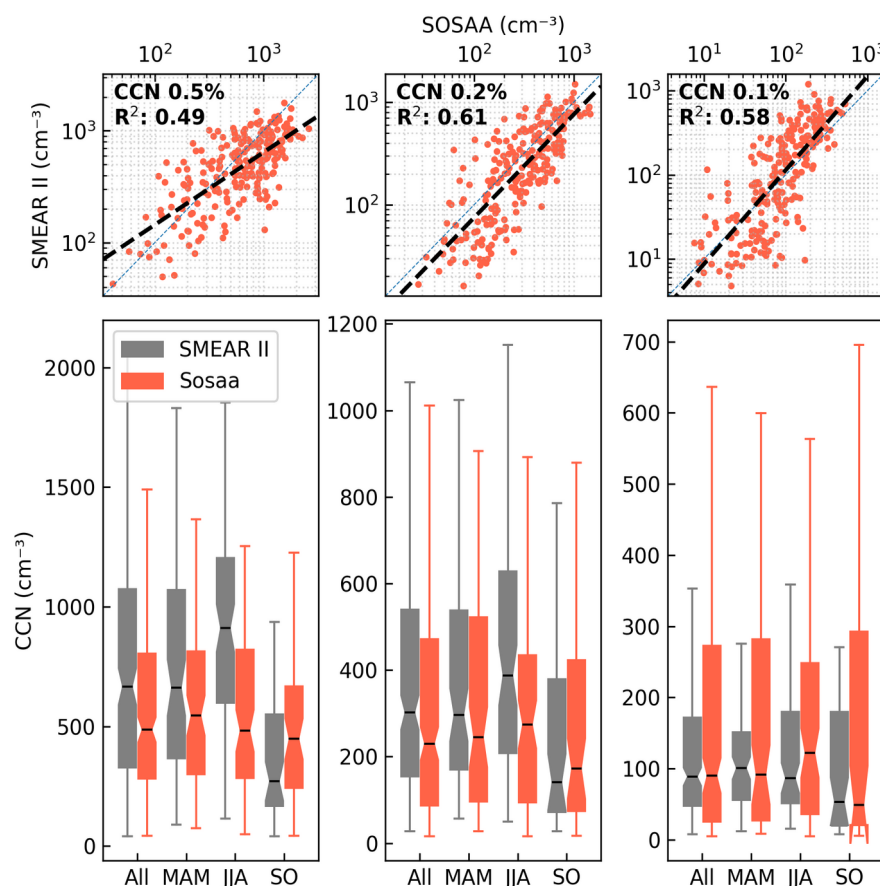 SOSAA (cm⁻³)
10² 10³ 10² 10³ 10¹ 10² 10³
CCN 0.5%
R²: 0.49
CCN 0.2%
R²: 0.61
CCN 0.1%
R²: 0.58
SMEAR II (cm⁻³)
10³
10²
10³
10²
10³
10²
10¹
SMEAR II
Sosaa
CCN (cm⁻³)
2000
1500
1000
500
0
1200
1000
800
600
400
200
0
700
600
500
400
300
200
100
0
All MAM JJA SO All MAM JJA SO All MAM JJA SO